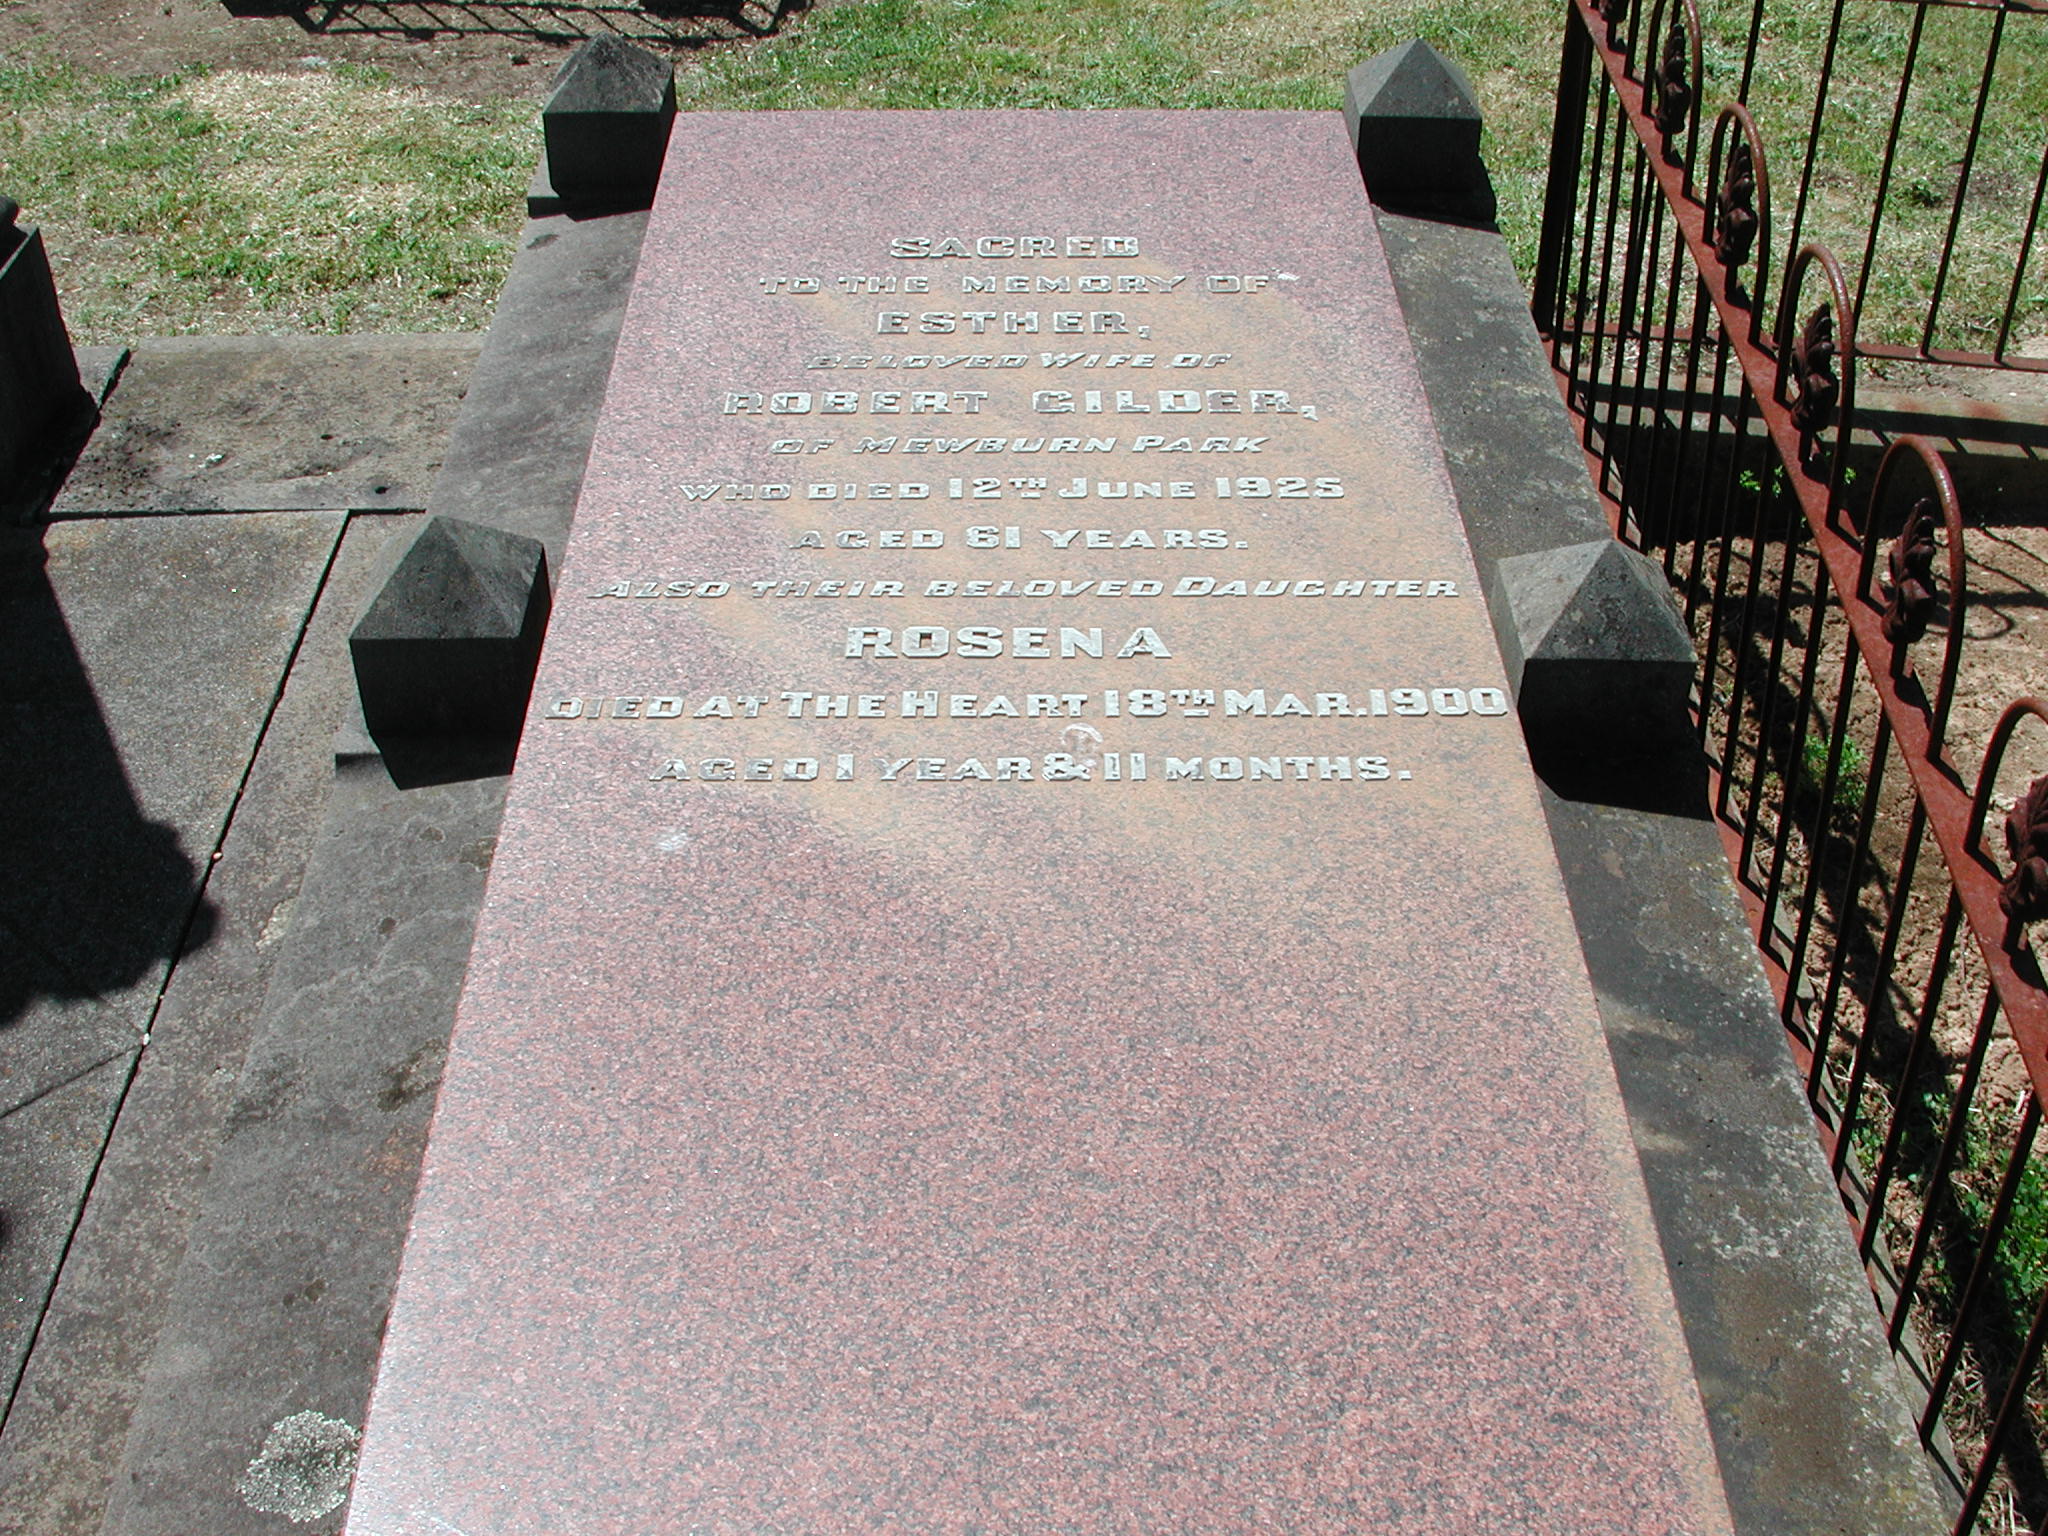 SACRED
TO THE MEMORY OF
ESTHER,
BELOVED WIFE OF
ROBERT GILDER,
OF MEWBURN PARK
WHO DIED 12TH JUNE 1925
AGED 61 YEARS.
ALSO THEIR BELOVED DAUGHTER
ROSENA
DIED AT THE HEART 18TH MAR. 1900
AGED 1 YEAR & 11 MONTHS.